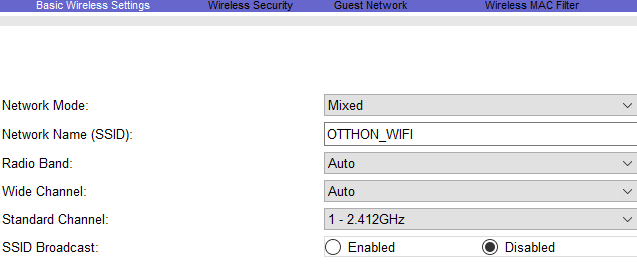 Basic Wireless Settings Wireless Security Guest Network Wireless MAC Filter
Network Mode: Mixed
Network Name (SSID): OTTHON_WIFI
Radio Band: Auto
Wide Channel: Auto
Standard Channel: 1 - 2.412GHz
SSID Broadcast: Enabled Disabled